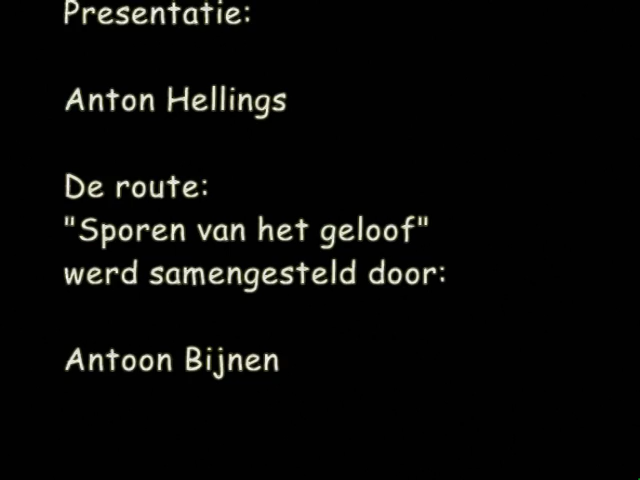 Presentatie:
Anton Hellings
De route:
"Sporen van het geloof"
werd samengesteld door:
Antoon Bijnen